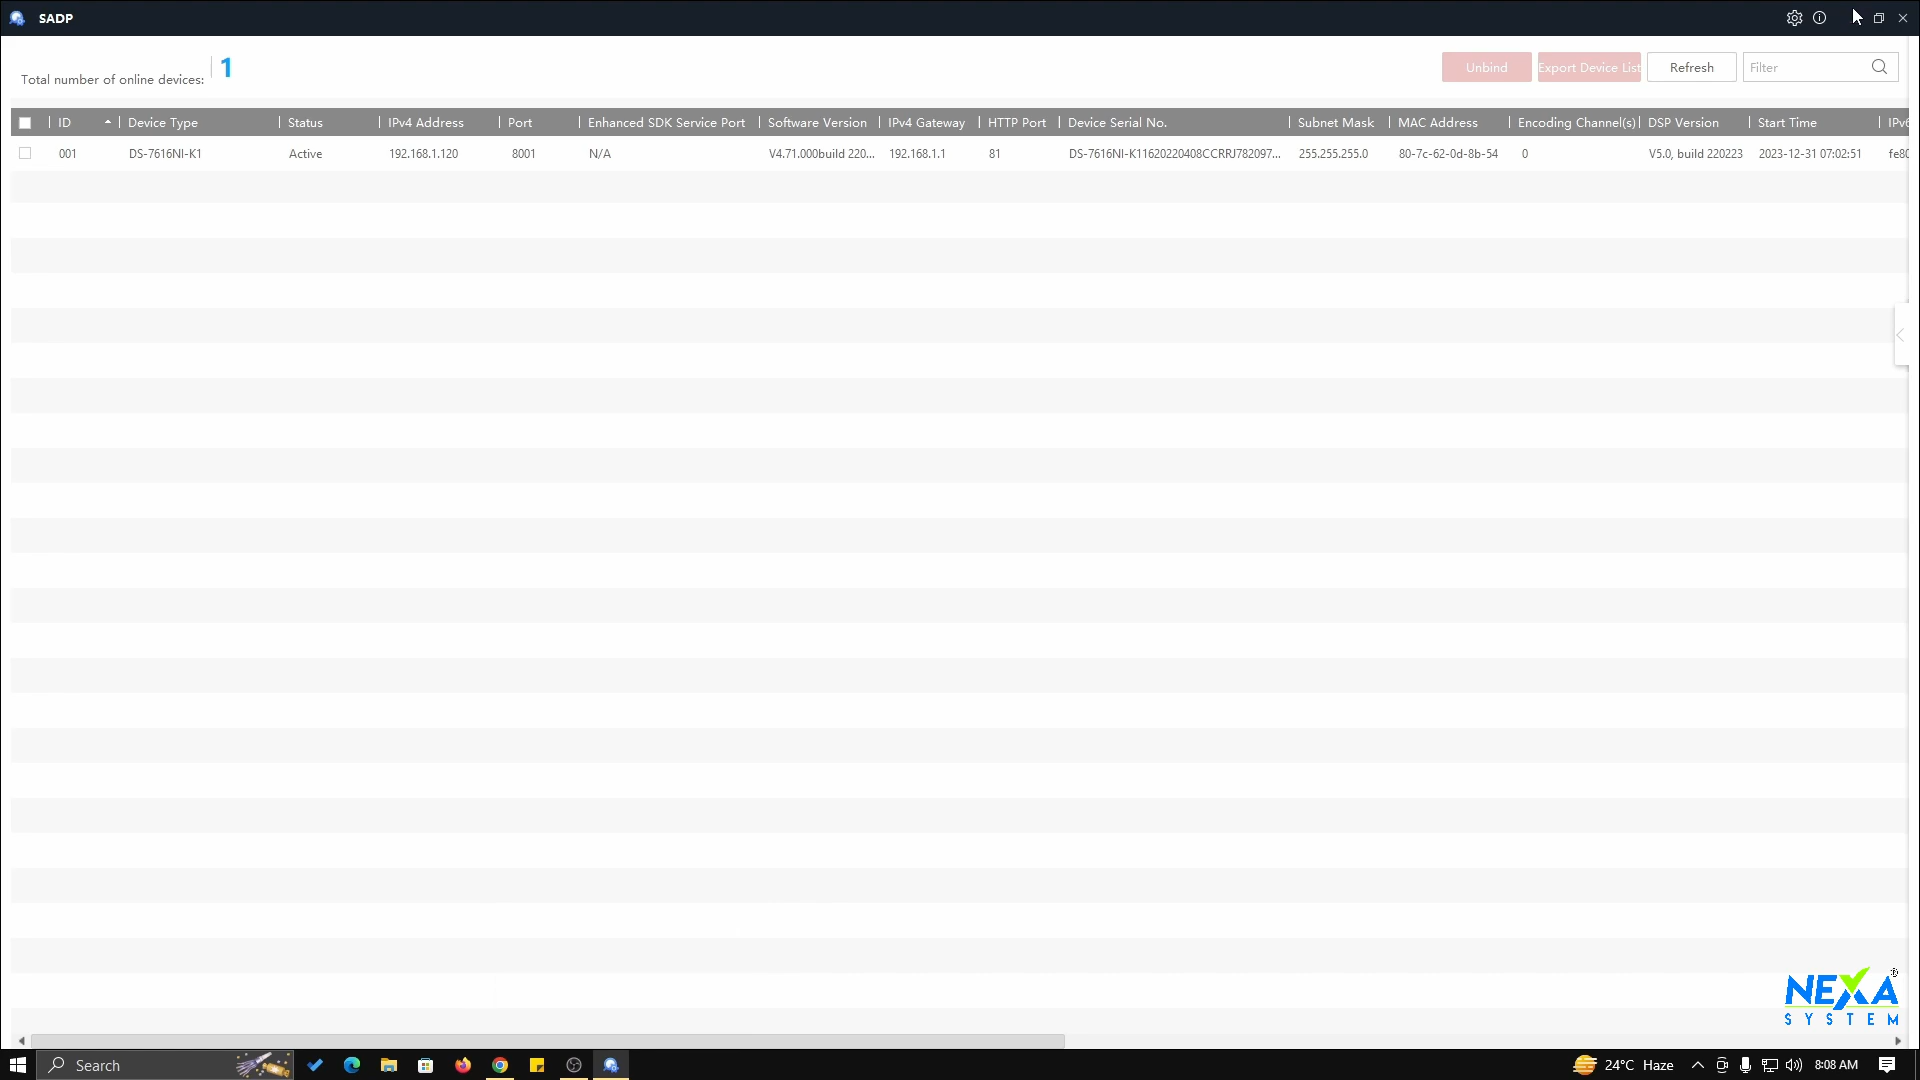 SADP
Total number of online devices: 1
Unbind Export Device List Refresh Filter
ID Device Type Status IPv4 Address Port Enhanced SDK Service Port Software Version IPv4 Gateway HTTP Port Device Serial No. Subnet Mask MAC Address Encoding Channel(s) DSP Version Start Time IPv6
001 DS-7616NI-K1 Active 192.168.1.120 8001 N/A V4.71.000build 220... 192.168.1.1 81 DS-7616NI-K11620220408CCRRJ782097... 255.255.255.0 80-7c-62-0d-8b-54 0 V5.0, build 220223 2023-12-31 07:02:51 fe80
NEXA
SYSTEM
Search 24°C Haze 8:08 AM